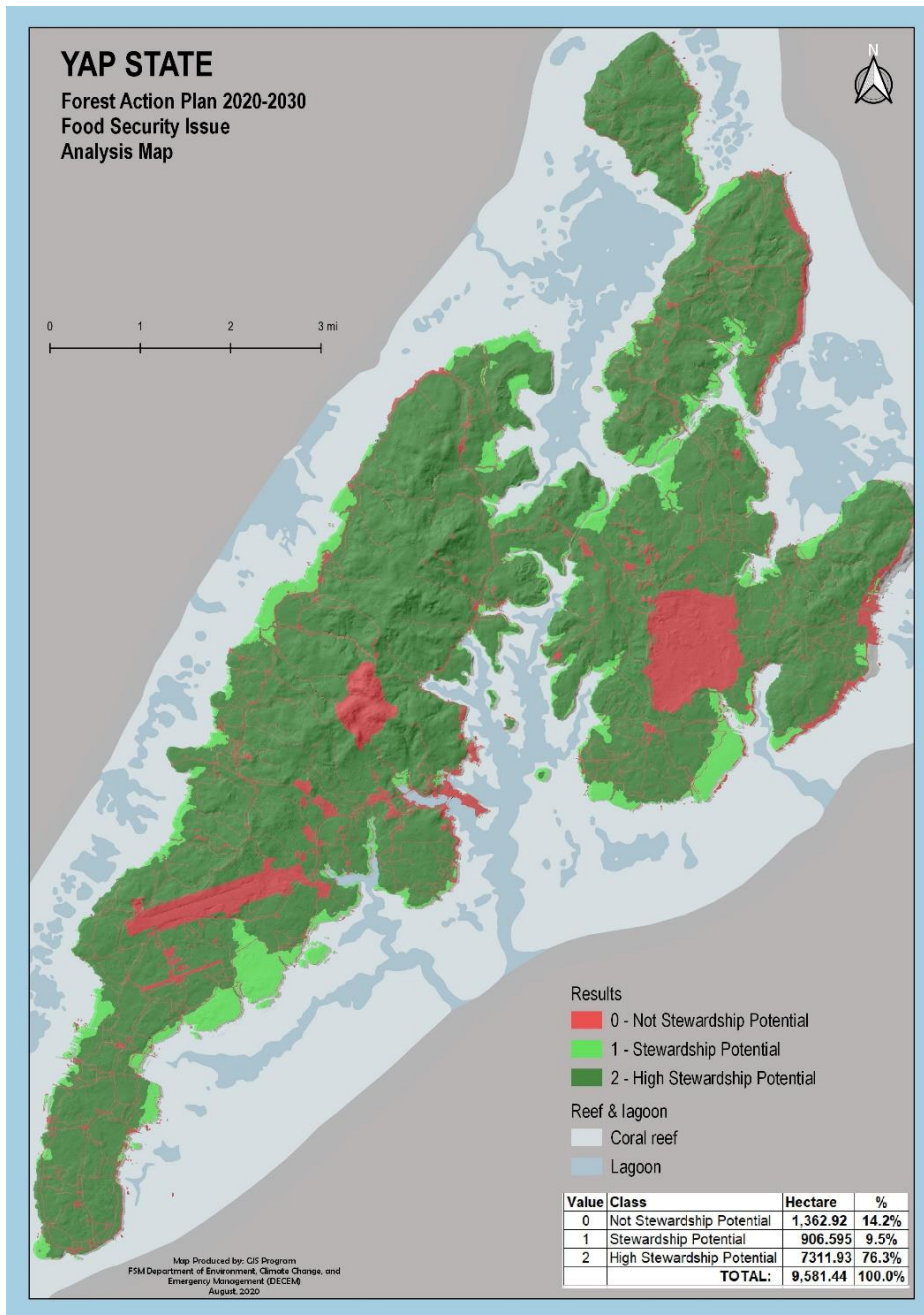 YAP STATE
Forest Action Plan 2020-2030
Food Security Issue
Analysis Map
N
0 1 2 3 mi
Results
0 - Not Stewardship Potential
1 - Stewardship Potential
2 - High Stewardship Potential
Reef & lagoon
Coral reef
Lagoon
Value Class Hectare %
0 Not Stewardship Potential 1,362.92 14.2%
1 Stewardship Potential 906.595 9.5%
2 High Stewardship Potential 7311.93 76.3%
TOTAL: 9,581.44 100.0%
Map Produced by: GIS Program
FSM Department of Environment, Climate Change, and
Emergency Management (DECEM)
August, 2020